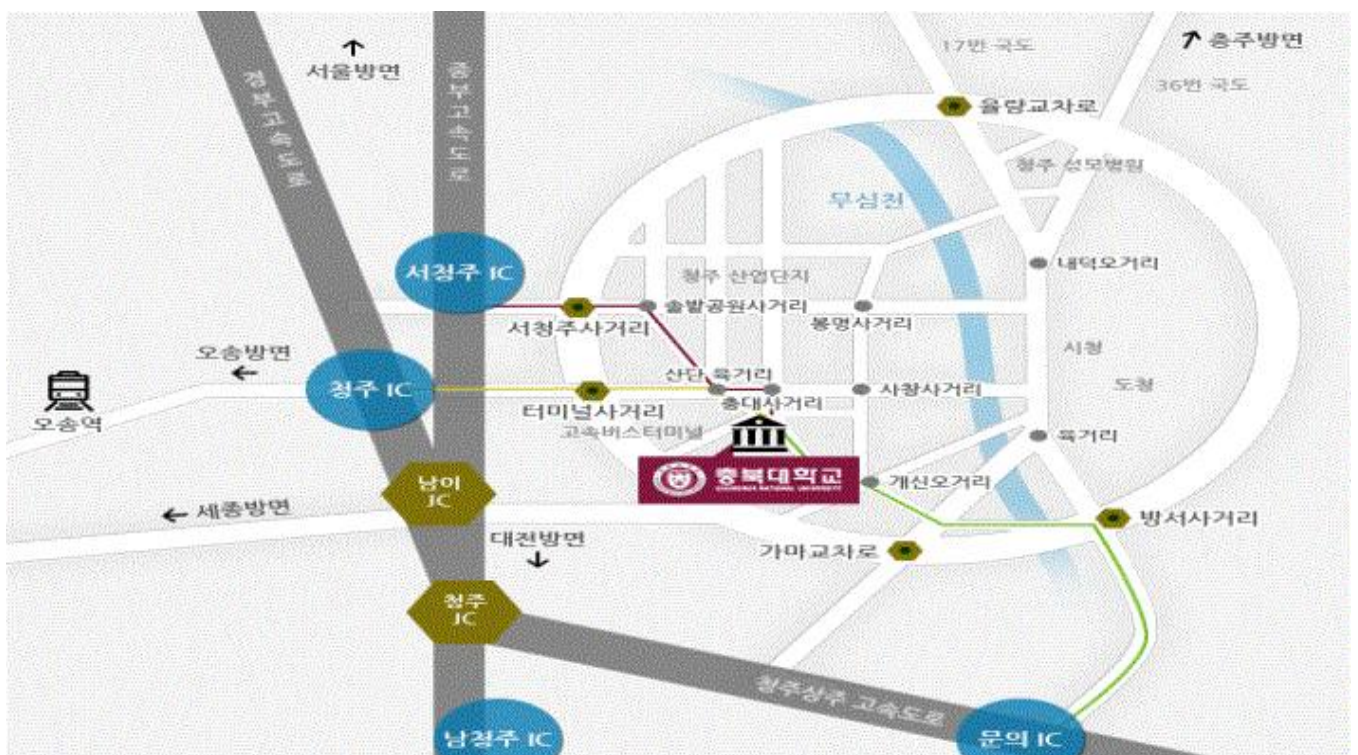 17번 국도
충주방면
서울방면
경부고속도로
중부고속도로
36번 국도
율량교차로
청주 성모병원
무심천
서청주 IC
청주 산업단지
내덕오거리
솔밭공원사거리
서청주사거리
봉명사거리
오송방면
시청
산단 육거리
도청
청주 IC
사창사거리
충대사거리
터미널사거리
오송역
고속버스터미널
육거리
충북대학교
CHUNGBUK NATIONAL UNIVERSITY
남이
JC
개신오거리
세종방면
방서사거리
대전방면
가마교차로
청주
JC
청주상주 고속도로
남청주 IC
문의 IC